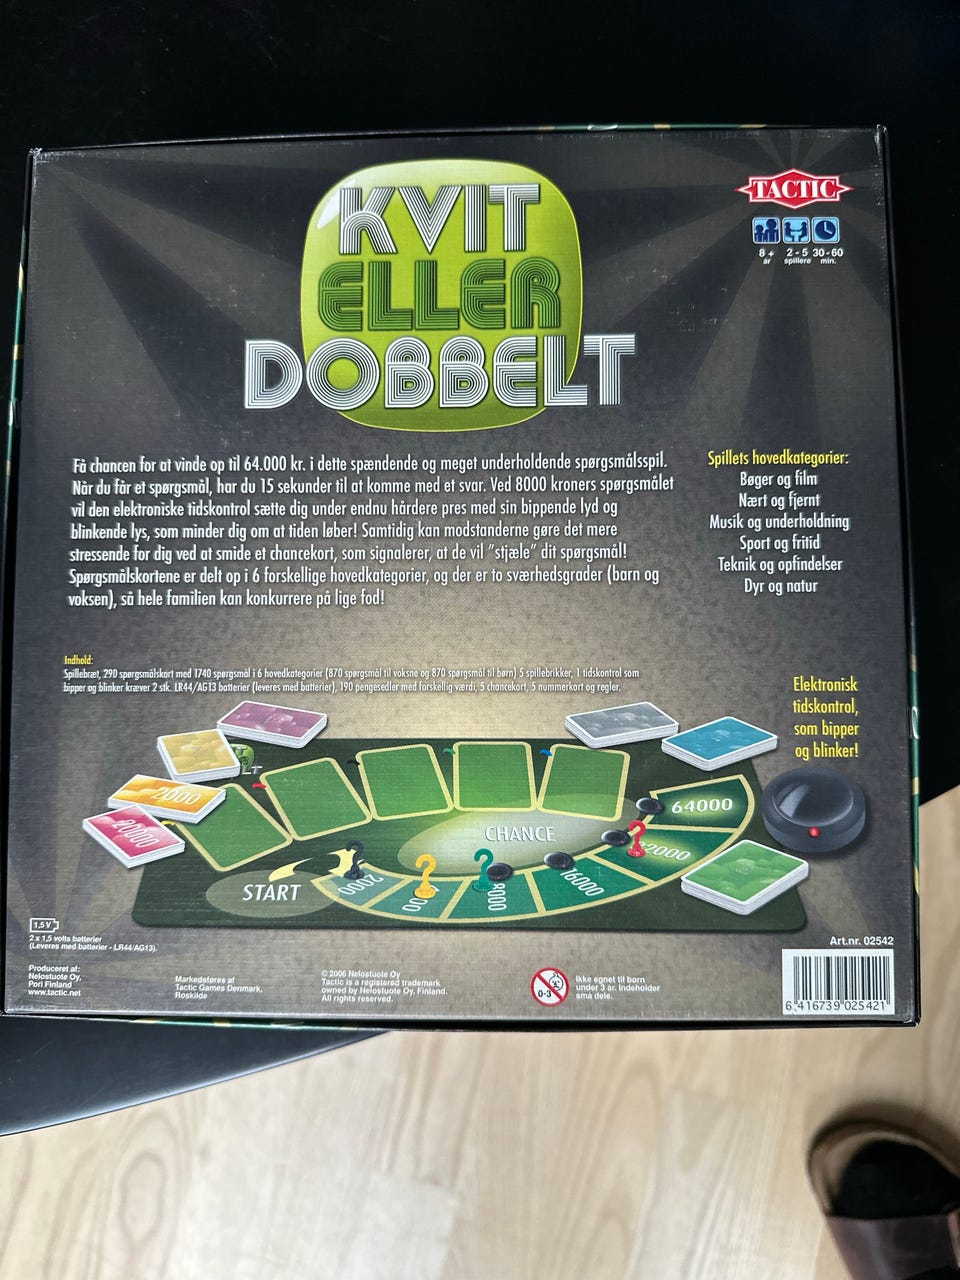 KVIT
ELLER
DOBBELT
TACTIC
8 +
år
2 - 5
spillere
30-60
min.
Få chancen for at vinde op til 64.000 kr. i dette spændende og meget underholdende spørgsmålsspil.
Når du får et spørgsmål, har du 15 sekunder til at komme med et svar. Ved 8000 kroners spørgsmålet
vil den elektroniske tidskontrol sætte dig under endnu hårdere pres med sin bippende lyd og
blinkende lys, som minder dig om at tiden løber! Samtidig kan modstanderne gøre det mere
stressende for dig ved at smide et chancekort, som signalerer, at de vil "stjæle" dit spørgsmål!
Spørgsmålskortene er delt op i 6 forskellige hovedkategorier, og der er to sværhedsgrader (barn og
voksen), så hele familien kan konkurrere på lige fod!
Spillets hovedkategorier:
Bøger og film
Nært og fjernt
Musik og underholdning
Sport og fritid
Teknik og opfindelser
Dyr og natur
Indhold:
Spillebræt, 290 spørgsmålskort med 1740 spørgsmål i 6 hovedkategorier (870 spørgsmål til voksne og 870 spørgsmål til børn) 5 spillebrikker, 1 tidskontrol som
bipper og blinker kræver 2 stk. LR44/AG13 batterier (leveres med batterier), 190 pengesedler med forskellig værdi, 5 chancekort, 5 nummerkort og regler.
Elektronisk
tidskontrol,
som bipper
og blinker!
2000
20000
START
CHANCE
2000
8000
16000
64000
1,5 V
2 x 1,5 volts batterier
(Leveres med batterier - LR44/AG13).
Produceret af:
Nelostuote Oy,
Pori Finland
www.tactic.net
Markedsføres af
Tactic Games Denmark,
Roskilde
© 2006 Nelostuote Oy
Tactic is a registered trademark
owned by Nelostuote Oy, Finland.
All rights reserved.
0-3
Ikke egnet til børn
under 3 år. Indeholder
små dele.
Art.nr. 02542
6 416739 025421